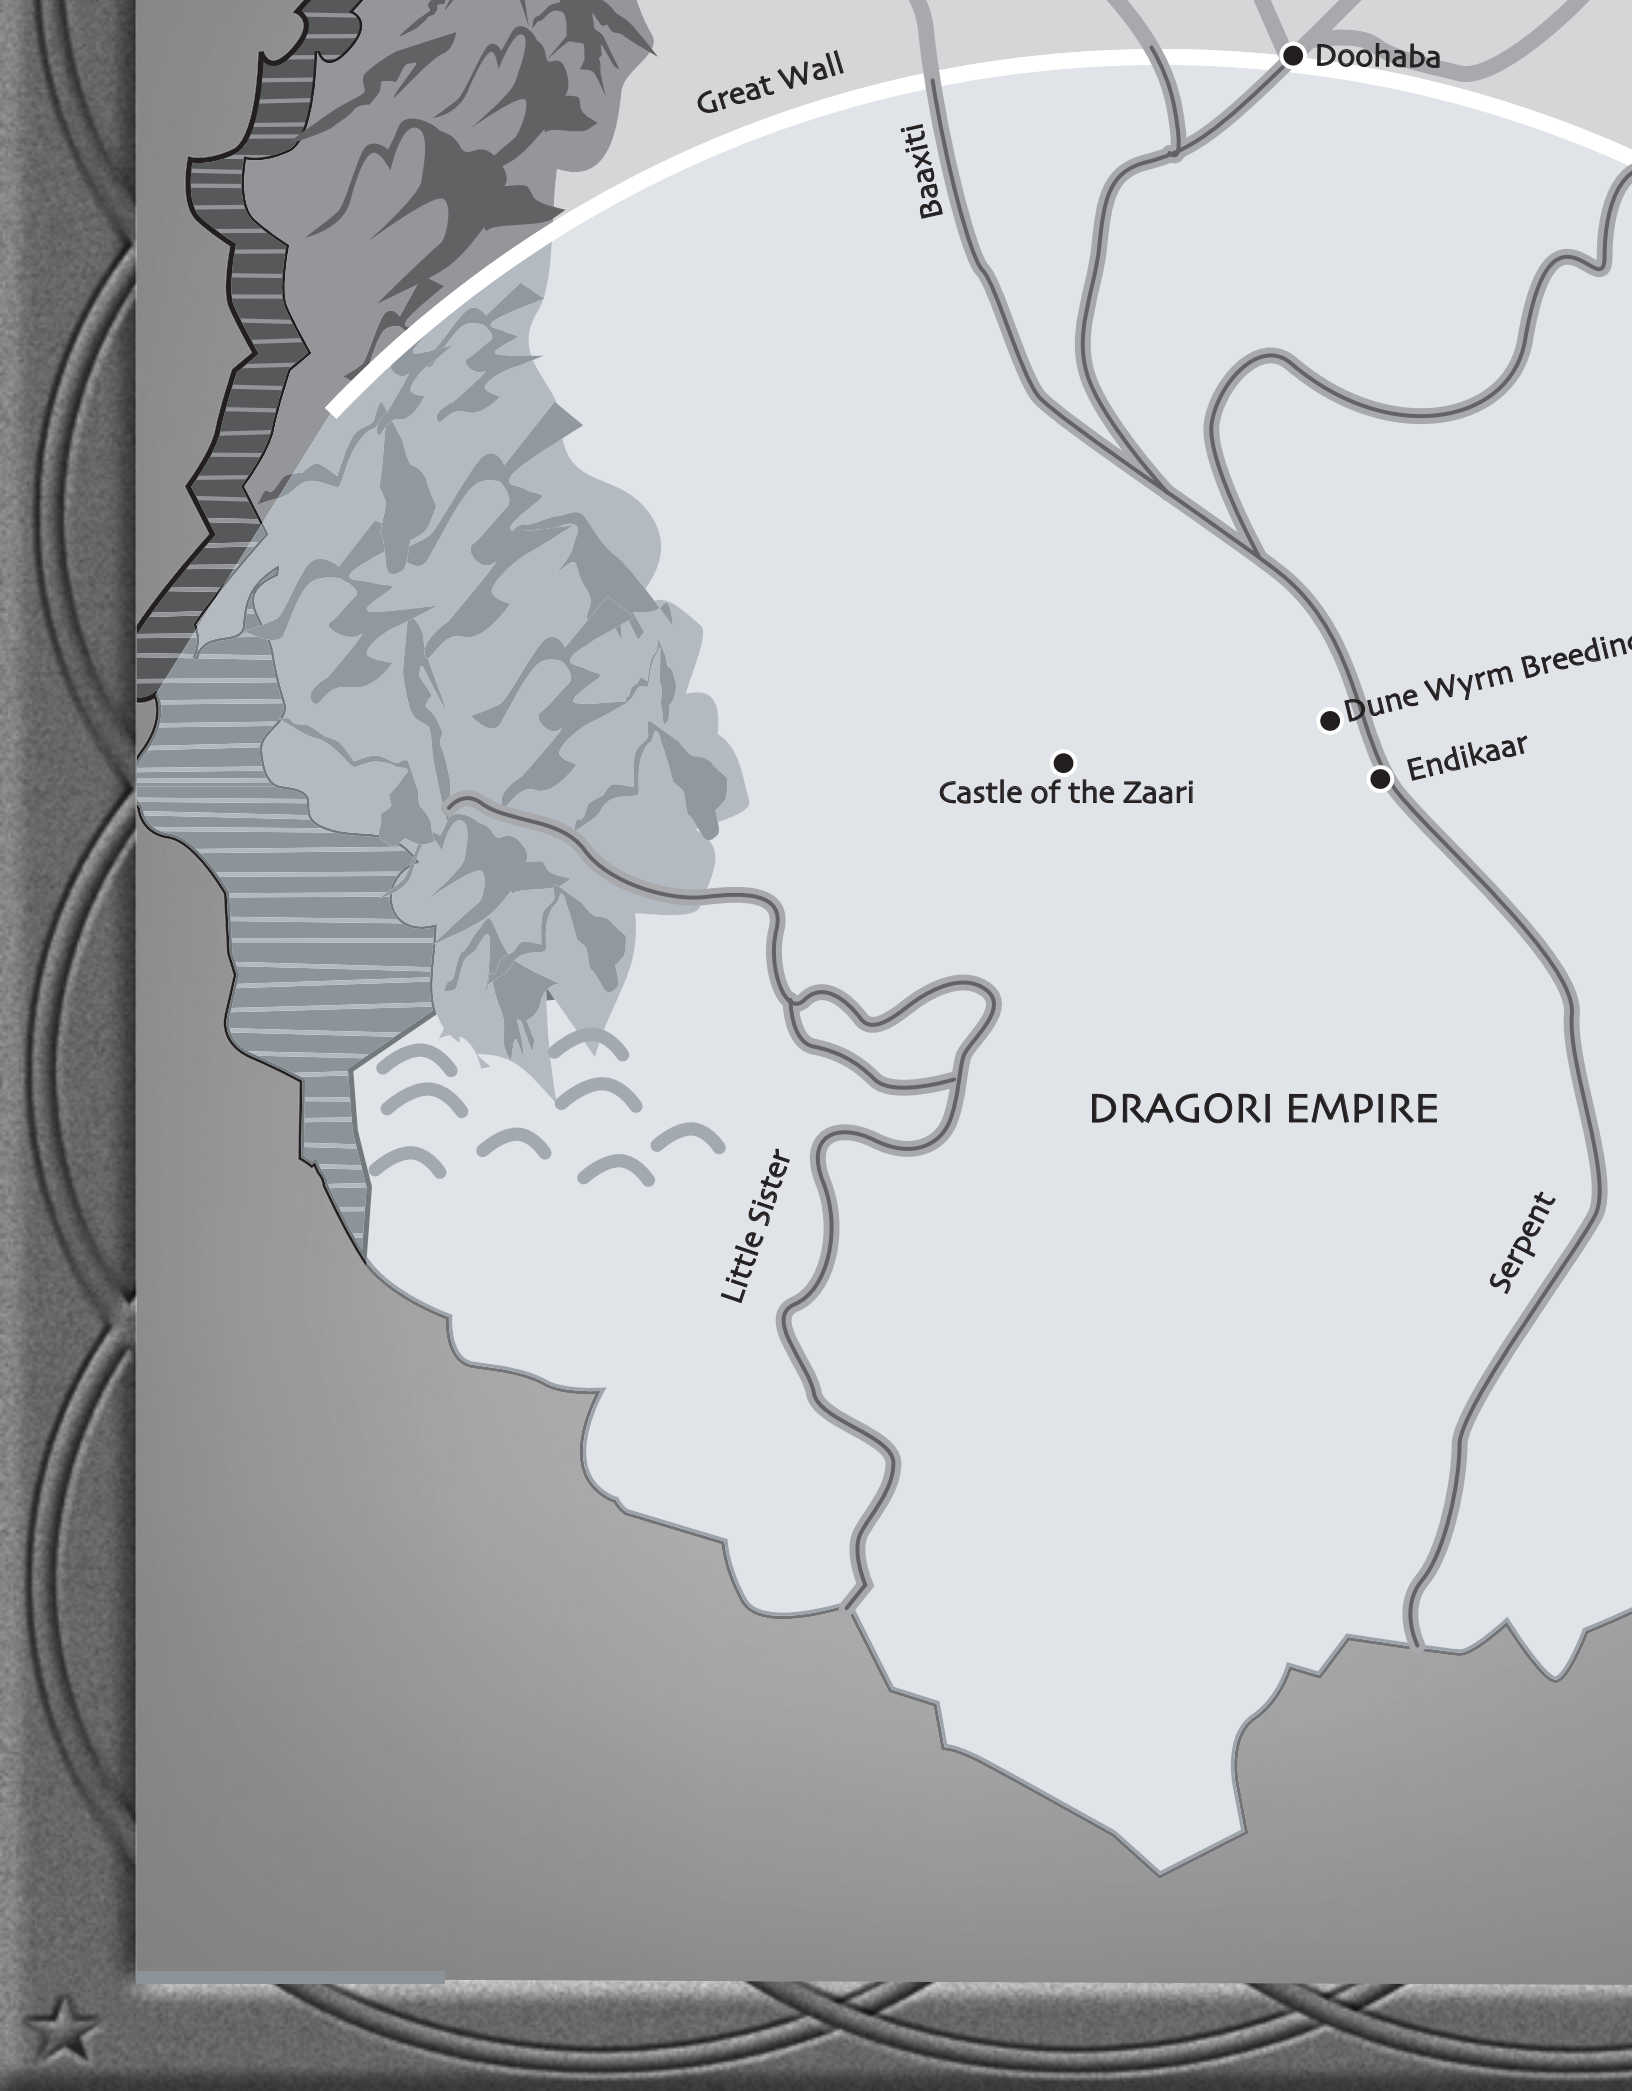 Doohaba
Great Wall
Baaxiti
Dune Wyrm Breeding
Endikaar
Castle of the Zaari
DRAGORI EMPIRE
Little Sister
Serpent